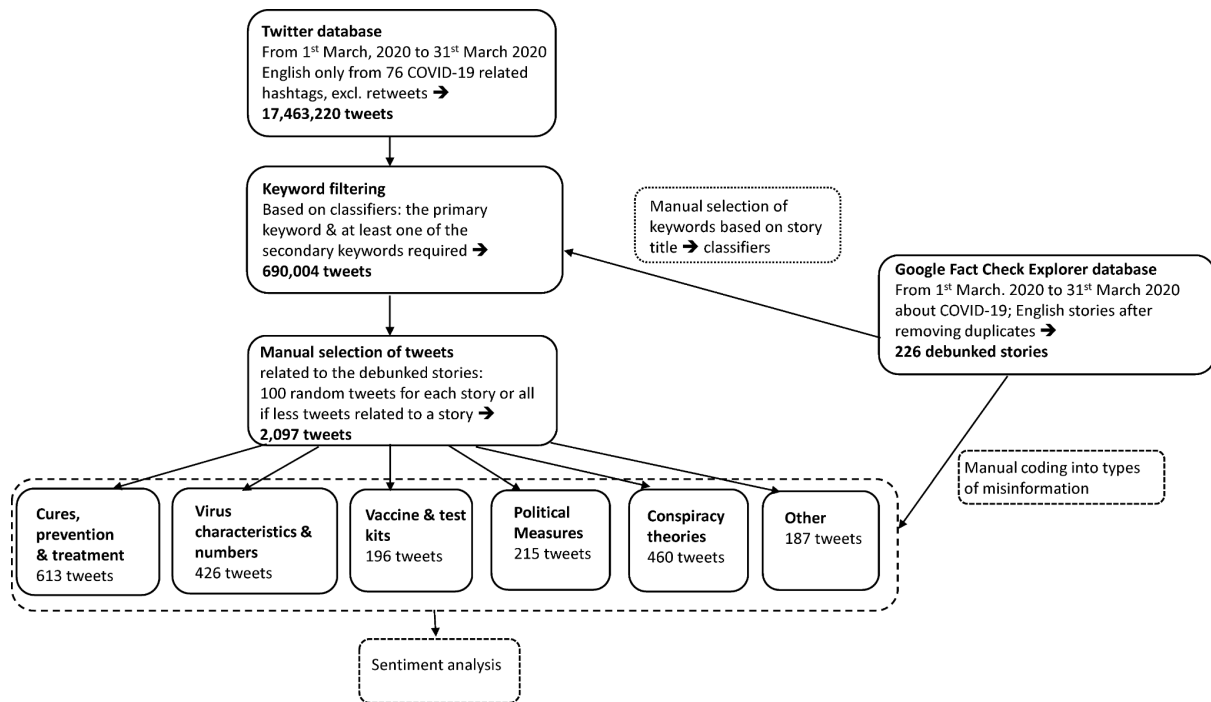 Twitter database
From 1st March, 2020 to 31st March 2020
English only from 76 COVID-19 related
hashtags, excl. retweets ➔
17,463,220 tweets
Keyword filtering
Based on classifiers: the primary
keyword & at least one of the
secondary keywords required ➔
690,004 tweets
Manual selection of
keywords based on story
title ➔ classifiers
Google Fact Check Explorer database
From 1st March. 2020 to 31st March 2020
about COVID-19; English stories after
removing duplicates ➔
226 debunked stories
Manual selection of tweets
related to the debunked stories:
100 random tweets for each story or all
if less tweets related to a story ➔
2,097 tweets
Manual coding into types
of misinformation
Cures,
prevention
& treatment
613 tweets
Virus
characteristics &
numbers
426 tweets
Vaccine & test
kits
196 tweets
Political
Measures
215 tweets
Conspiracy
theories
460 tweets
Other
187 tweets
Sentiment analysis